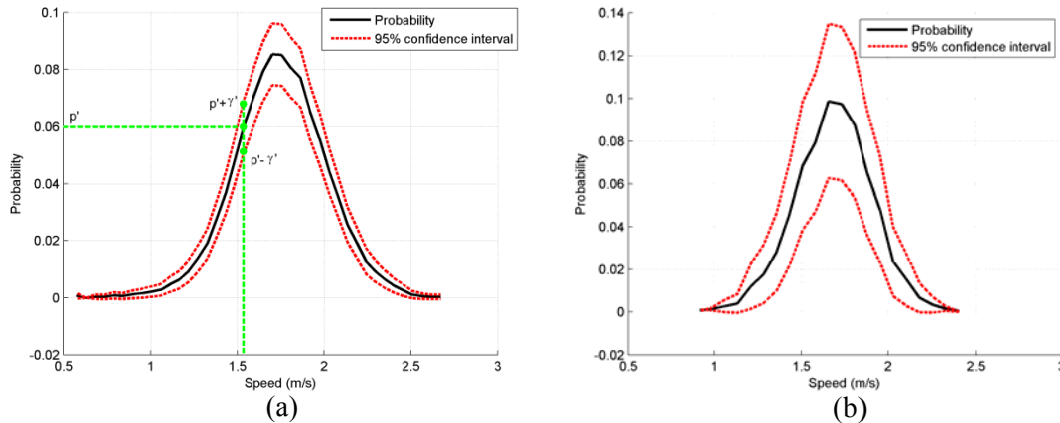 0.1
0.08
0.06
0.04
0.02
0
-0.02
Probability
Probability
95% confidence interval
p'
p'+γ'
p'- γ'
0.5 1 1.5 2 2.5 3
Speed (m/s)
(a)
0.14
0.12
0.1
0.08
0.06
0.04
0.02
0
-0.02
Probability
Probability
95% confidence interval
0.5 1 1.5 2 2.5 3
Speed (m/s)
(b)